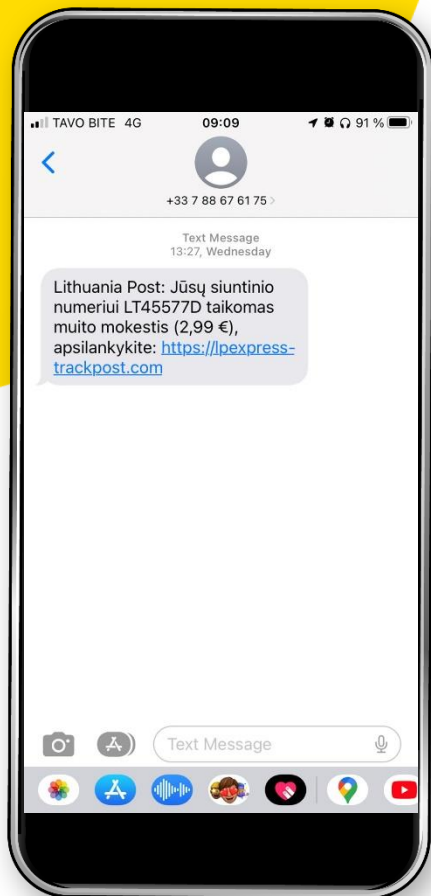 TAVO BITE 4G 09:09 91 %
+33 7 88 67 61 75
Text Message
13:27, Wednesday
Lithuania Post: Jūsų siuntinio
numeriui LT45577D taikomas
muito mokestis (2,99 €),
apsilankykite: https://lpexpress-
trackpost.com
Text Message